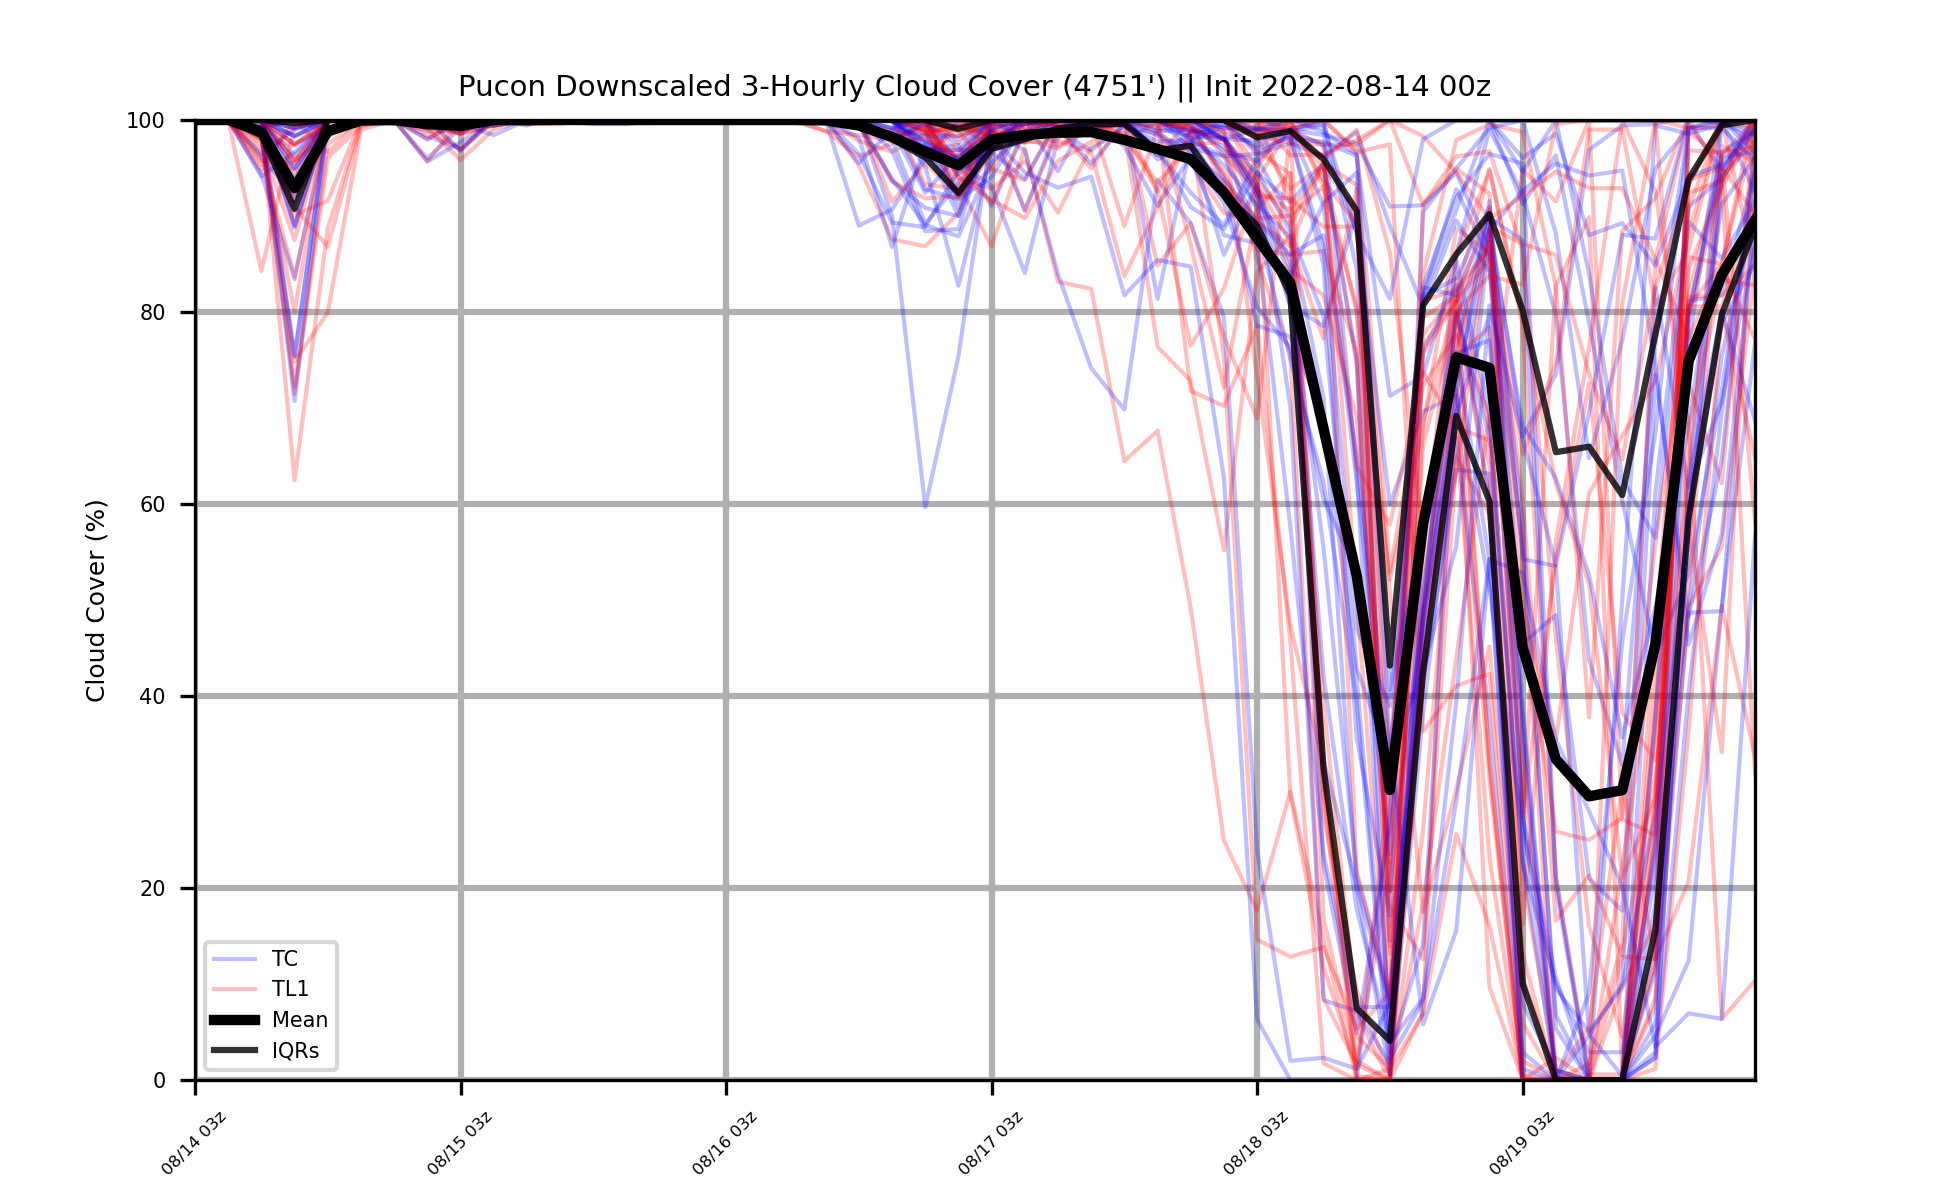 Pucon Downscaled 3-Hourly Cloud Cover (4751') || Init 2022-08-14 00z
100
80
60
40
20
0
Cloud Cover (%)
TC
TL1
Mean
IQRs
08/14 03z
08/15 03z
08/16 03z
08/17 03z
08/18 03z
08/19 03z